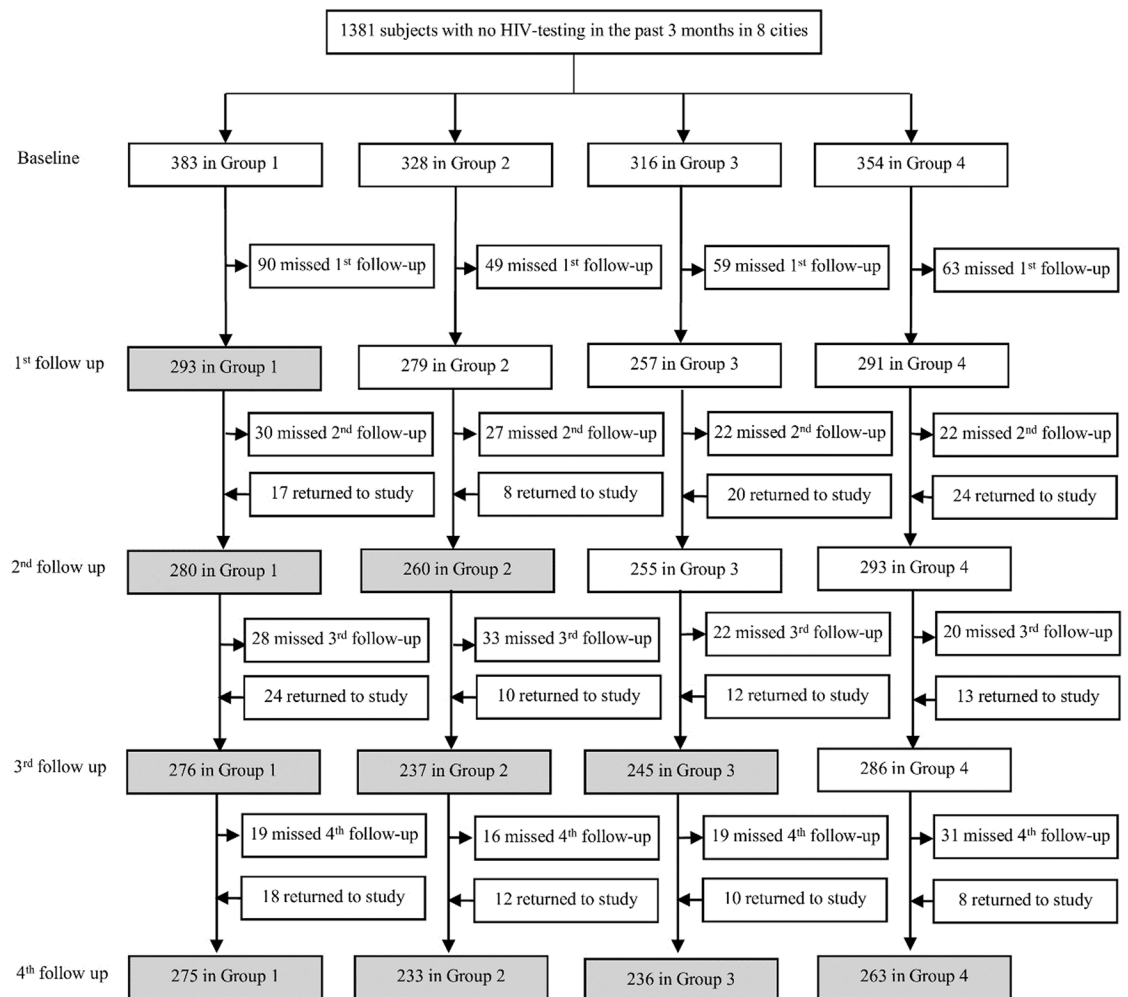 1381 subjects with no HIV-testing in the past 3 months in 8 cities
Baseline
383 in Group 1
328 in Group 2
316 in Group 3
354 in Group 4
90 missed 1st follow-up
49 missed 1st follow-up
59 missed 1st follow-up
63 missed 1st follow-up
1st follow up
293 in Group 1
279 in Group 2
257 in Group 3
291 in Group 4
30 missed 2nd follow-up
27 missed 2nd follow-up
22 missed 2nd follow-up
22 missed 2nd follow-up
17 returned to study
8 returned to study
20 returned to study
24 returned to study
2nd follow up
280 in Group 1
260 in Group 2
255 in Group 3
293 in Group 4
28 missed 3rd follow-up
33 missed 3rd follow-up
22 missed 3rd follow-up
20 missed 3rd follow-up
24 returned to study
10 returned to study
12 returned to study
13 returned to study
3rd follow up
276 in Group 1
237 in Group 2
245 in Group 3
286 in Group 4
19 missed 4th follow-up
16 missed 4th follow-up
19 missed 4th follow-up
31 missed 4th follow-up
18 returned to study
12 returned to study
10 returned to study
8 returned to study
4th follow up
275 in Group 1
233 in Group 2
236 in Group 3
263 in Group 4